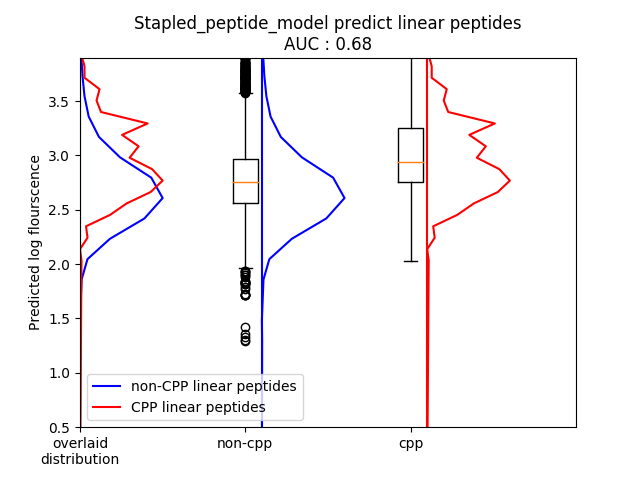 Stapled_peptide_model predict linear peptides
AUC : 0.68
Predicted log flourscence
3.5
3.0
2.5
2.0
1.5
1.0
0.5
non-CPP linear peptides
CPP linear peptides
overlaid
distribution
non-cpp
cpp